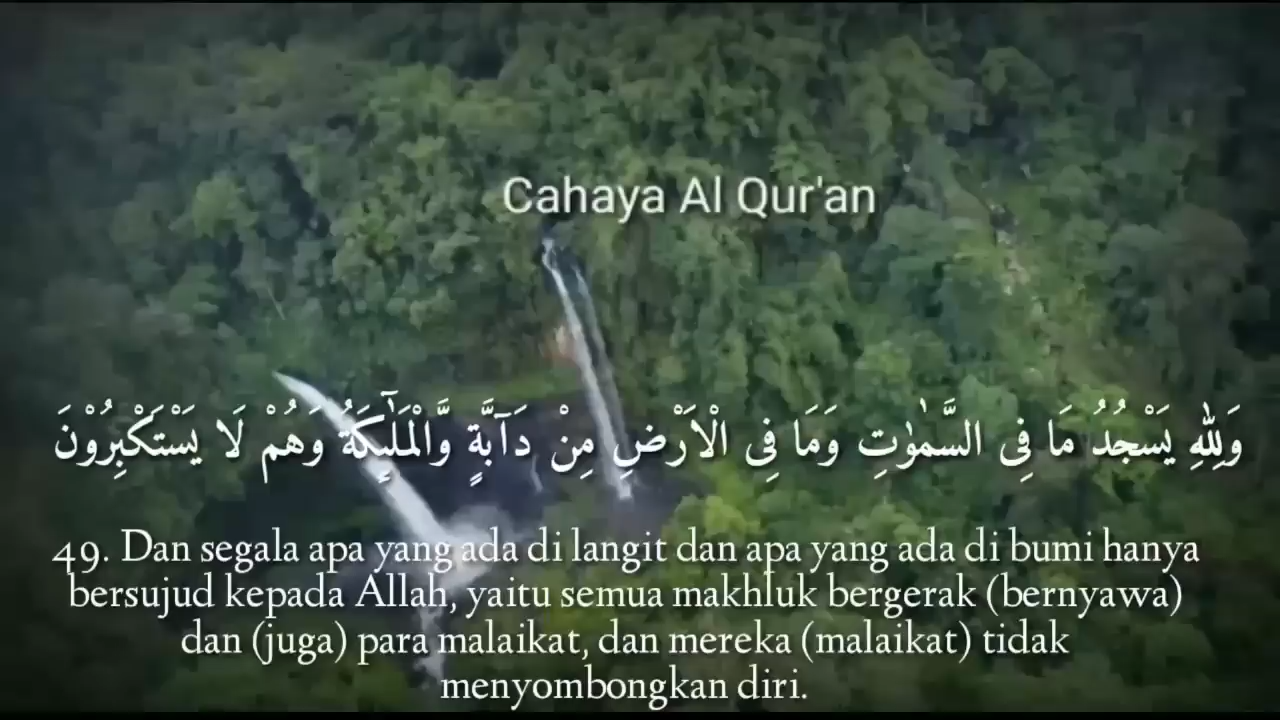 Cahaya Al Qur'an
وَلِلّٰهِ يَسْجُدُ مَا فِى السَّمٰوٰتِ وَمَا فِى الْاَرْضِ مِنْ دَاۤبَّةٍ وَّالْمَلٰۤىِٕكَةُ وَهُمْ لَا يَسْتَكْبِرُوْنَ
49. Dan segala apa yang ada di langit dan apa yang ada di bumi hanya
bersujud kepada Allah, yaitu semua makhluk bergerak (bernyawa)
dan (juga) para malaikat, dan mereka (malaikat) tidak
menyombongkan diri.